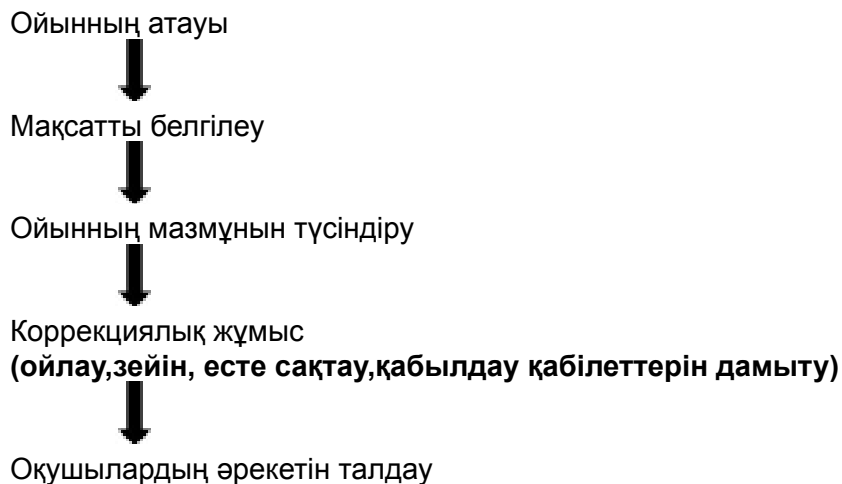 Ойынның атауы
Мақсатты белгілеу
Ойынның мазмұнын түсіндіру
Коррекциялық жұмыс
(ойлау,зейін, есте сақтау,қабылдау қабілеттерін дамыту)
Оқушылардың әрекетін талдау